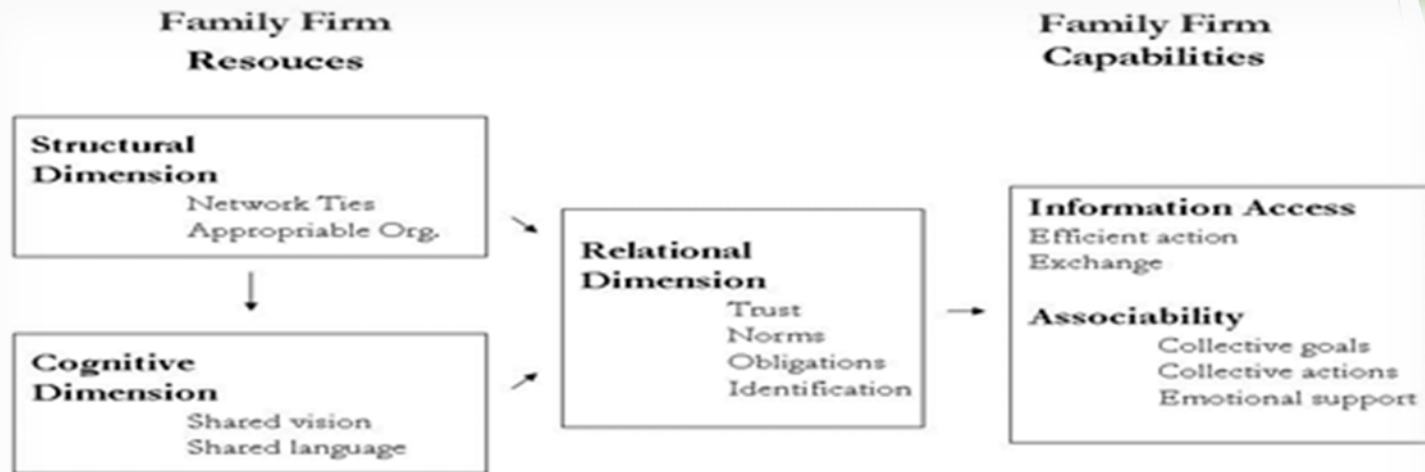 Family Firm
Resouces
Family Firm
Capabilities
Structural
Dimension
Network Ties
Appropriable Org.
Cognitive
Dimension
Shared vision
Shared language
Relational
Dimension
Trust
Norms
Obligations
Identification
Information Access
Efficient action
Exchange
Associability
Collective goals
Collective actions
Emotional support